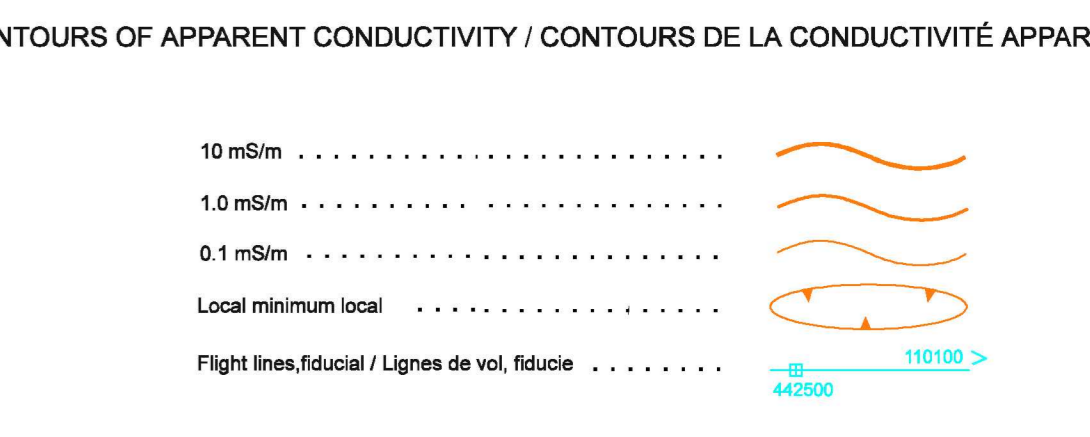 NTOURS OF APPARENT CONDUCTIVITY / CONTOURS DE LA CONDUCTIVITÉ APPAR
10 mS/m . . . . . . . . . . . . . . . . . . . . . . . . . . . . .
1.0 mS/m . . . . . . . . . . . . . . . . . . . . . . . . . . .
0.1 mS/m . . . . . . . . . . . . . . . . . . . . . . . . . . . .
Local minimum local . . . . . . . . . . . . . . . . . . . .
Flight lines,fiducial / Lignes de vol, fiducie . . . . . . . .
110100 >
442500